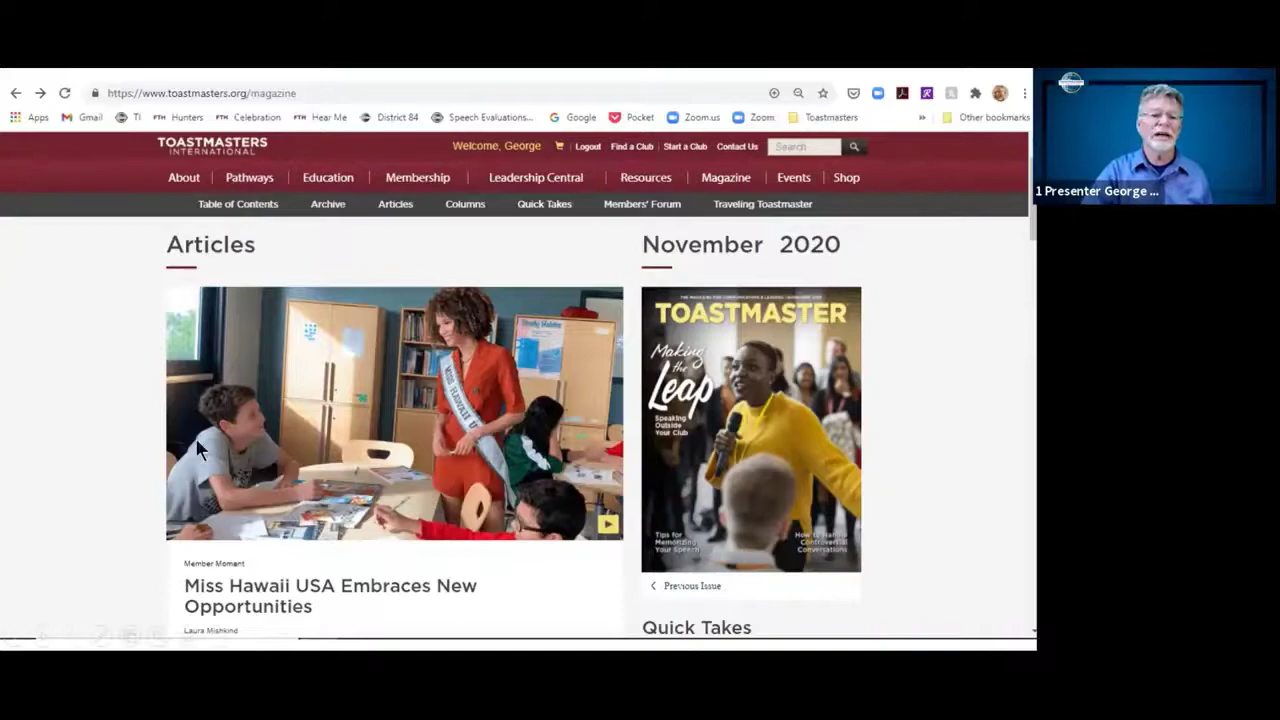 https://www.toastmasters.org/magazine
Apps Gmail TI FTH Hunters FTH Celebration FTH Hear Me District 84 Speech Evaluations... Google Pocket Zoom.us Zoom Toastmasters » Other bookmarks
TOASTMASTERS
INTERNATIONAL
Welcome, George Logout Find a Club Start a Club Contact Us Search
About Pathways Education Membership Leadership Central Resources Magazine Events Shop
Table of Contents Archive Articles Columns Quick Takes Members' Forum Traveling Toastmaster
Articles
MISS HAWAII U
Member Moment
Miss Hawaii USA Embraces New
Opportunities
Laura Mishkind
November 2020
TOASTMASTER
Making
the
Leap
Speaking
Outside
Your Club
Tips for
Memorizing
Your Speech
How to Handle
Controversial
Conversations
Previous Issue
Quick Takes
1 Presenter George ...